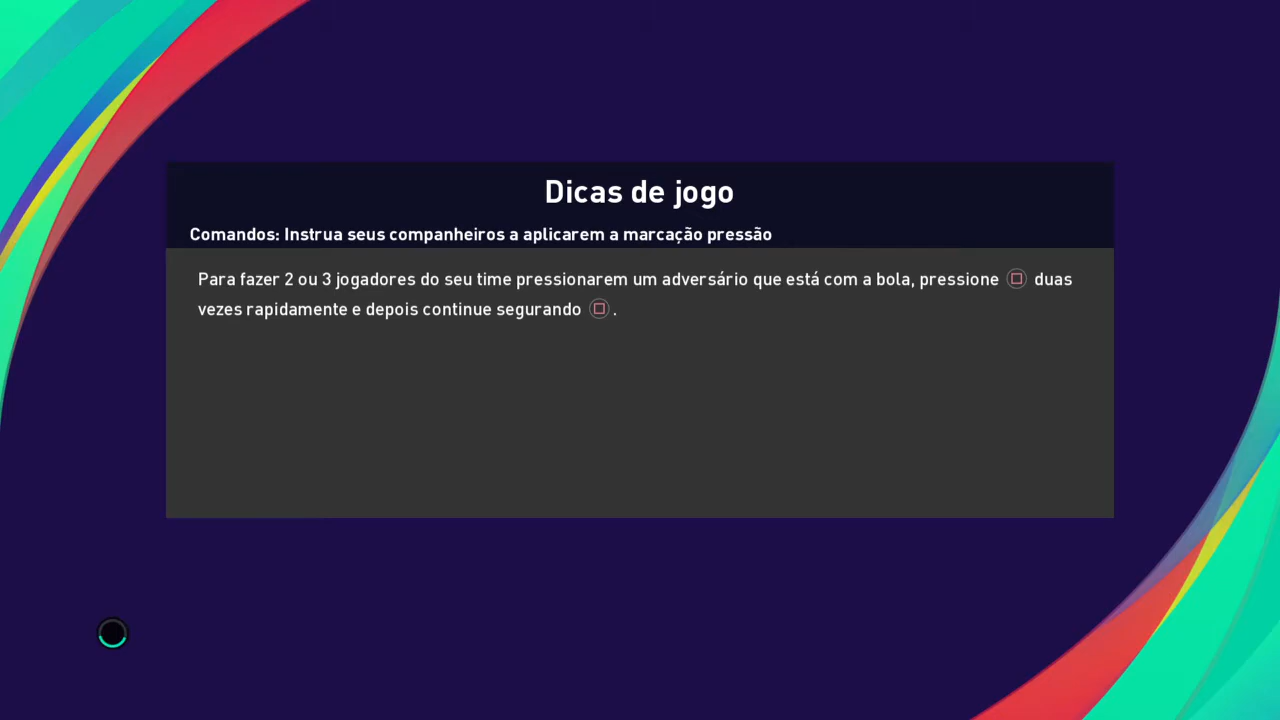 Dicas de jogo
Comandos: Instrua seus companheiros a aplicarem a marcação pressão
Para fazer 2 ou 3 jogadores do seu time pressionarem um adversário que está com a bola, pressione □ duas
vezes rapidamente e depois continue segurando □.